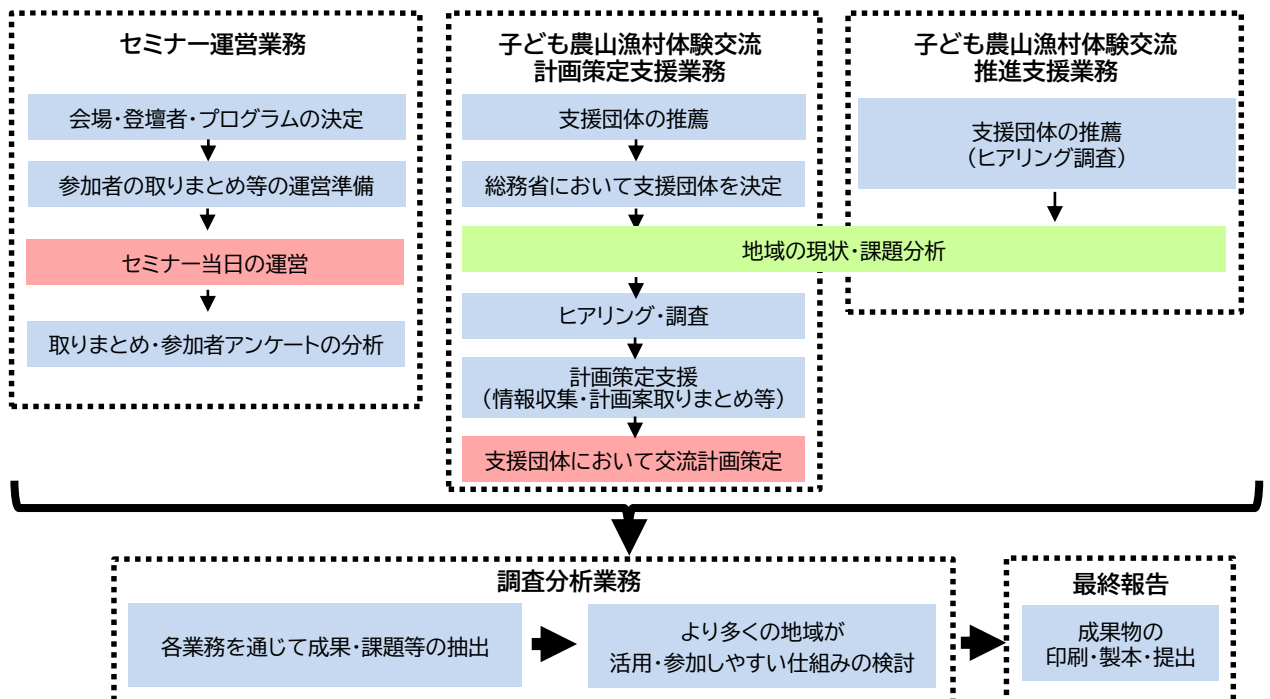 セミナー運営業務
会場・登壇者・プログラムの決定
参加者の取りまとめ等の運営準備
セミナー当日の運営
取りまとめ・参加者アンケートの分析
子ども農山漁村体験交流
計画策定支援業務
支援団体の推薦
総務省において支援団体を決定
地域の現状・課題分析
ヒアリング・調査
計画策定支援
（情報収集・計画案取りまとめ等）
支援団体において交流計画策定
子ども農山漁村体験交流
推進支援業務
支援団体の推薦
（ヒアリング調査）
調査分析業務
各業務を通じて成果・課題等の抽出
より多くの地域が
活用・参加しやすい仕組みの検討
最終報告
成果物の
印刷・製本・提出